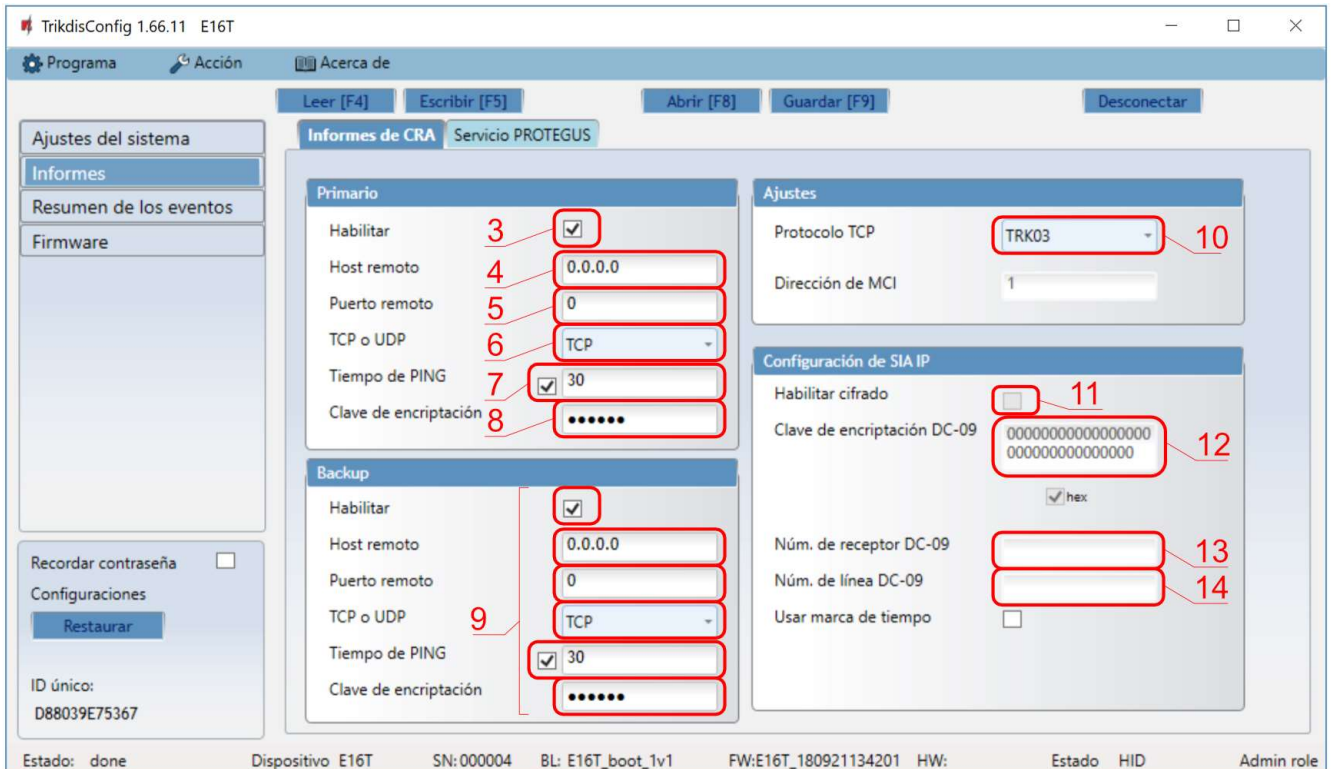 TrikdisConfig 1.66.11 E16T
Programa Acción Acerca de
Leer [F4] Escribir [F5] Abrir [F8] Guardar [F9] Desconectar
Ajustes del sistema
Informes
Resumen de los eventos
Firmware
Informes de CRA Servicio PROTEGUS
Primario
Habilitar 3
Host remoto 4 0.0.0.0
Puerto remoto 5 0
TCP o UDP 6 TCP
Tiempo de PING 7 30
Clave de encriptación 8 ••••••
Backup
Habilitar
Host remoto 0.0.0.0
Puerto remoto 0
TCP o UDP 9 TCP
Tiempo de PING 30
Clave de encriptación ••••••
Ajustes
Protocolo TCP TRK03 10
Dirección de MCI 1
Configuración de SIA IP
Habilitar cifrado 11
Clave de encriptación DC-09 00000000000000000 12
000000000000000
hex
Núm. de receptor DC-09 13
Núm. de línea DC-09 14
Usar marca de tiempo
Recordar contraseña
Configuraciones
Restaurar
ID único:
D88039E75367
Estado: done Dispositivo E16T SN: 000004 BL: E16T_boot_1v1 FW:E16T_180921134201 HW: Estado HID Admin role